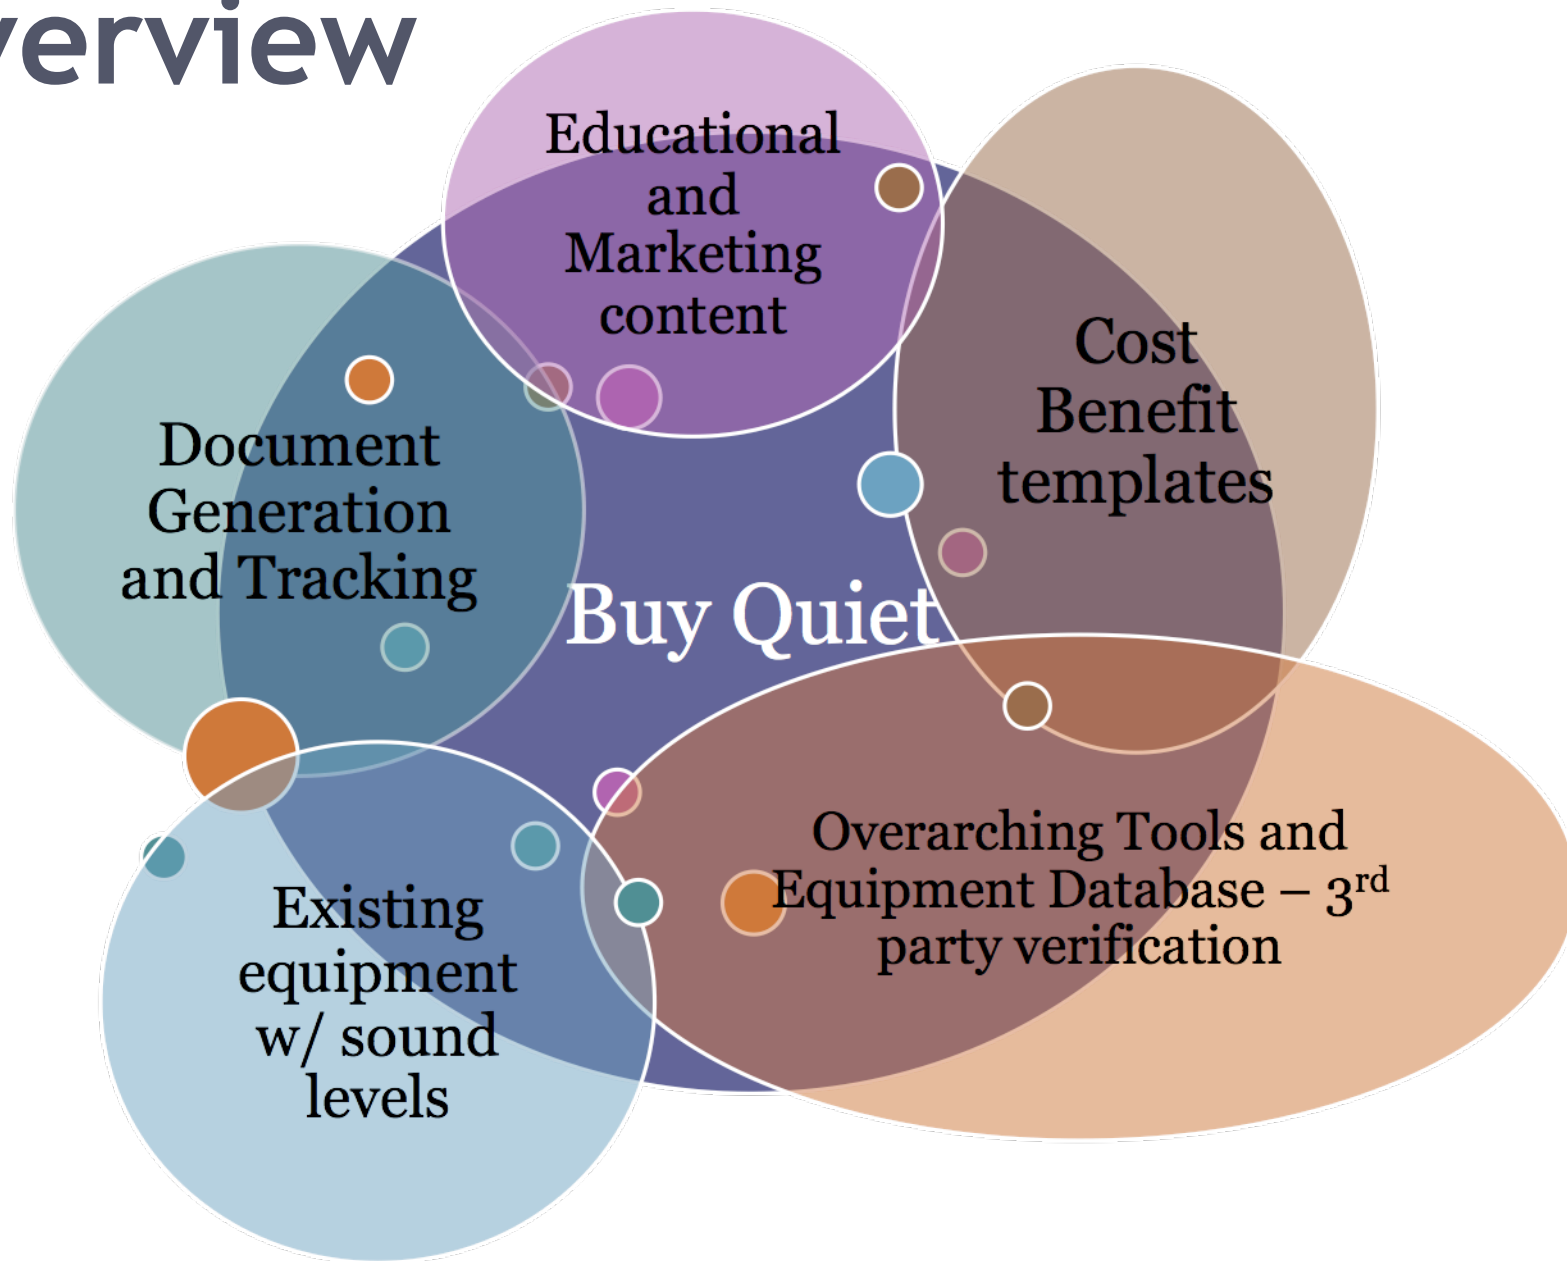 verview
Educational
and
Marketing
content
Cost
Benefit
templates
Document
Generation
and Tracking
Buy Quiet
Overarching Tools and
Equipment Database – 3rd
party verification
Existing
equipment
w/ sound
levels